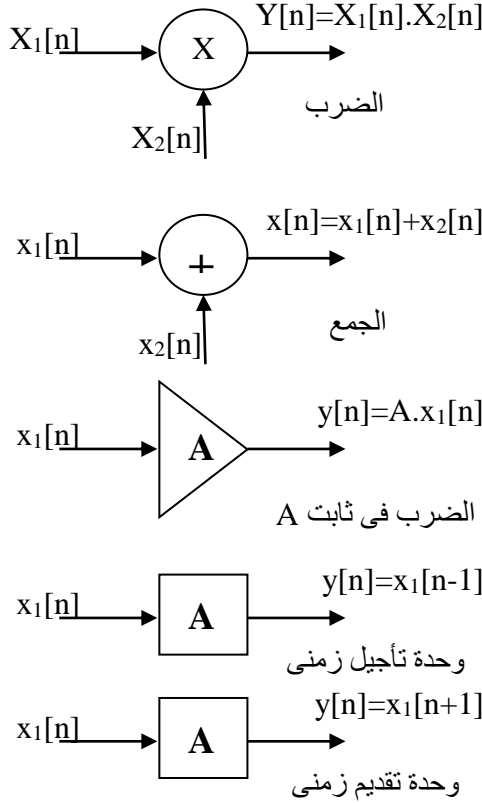 Y[n]=X₁[n].X₂[n]
X₁[n] X
الضرب
X₂[n]
x[n]=x₁[n]+x₂[n]
x₁[n] +
الجمع
x₂[n]
y[n]=A.x₁[n]
x₁[n] A
الضرب فى ثابت A
y[n]=x₁[n-1]
x₁[n] A
وحدة تأجيل زمنى
y[n]=x₁[n+1]
x₁[n] A
وحدة تقديم زمنى